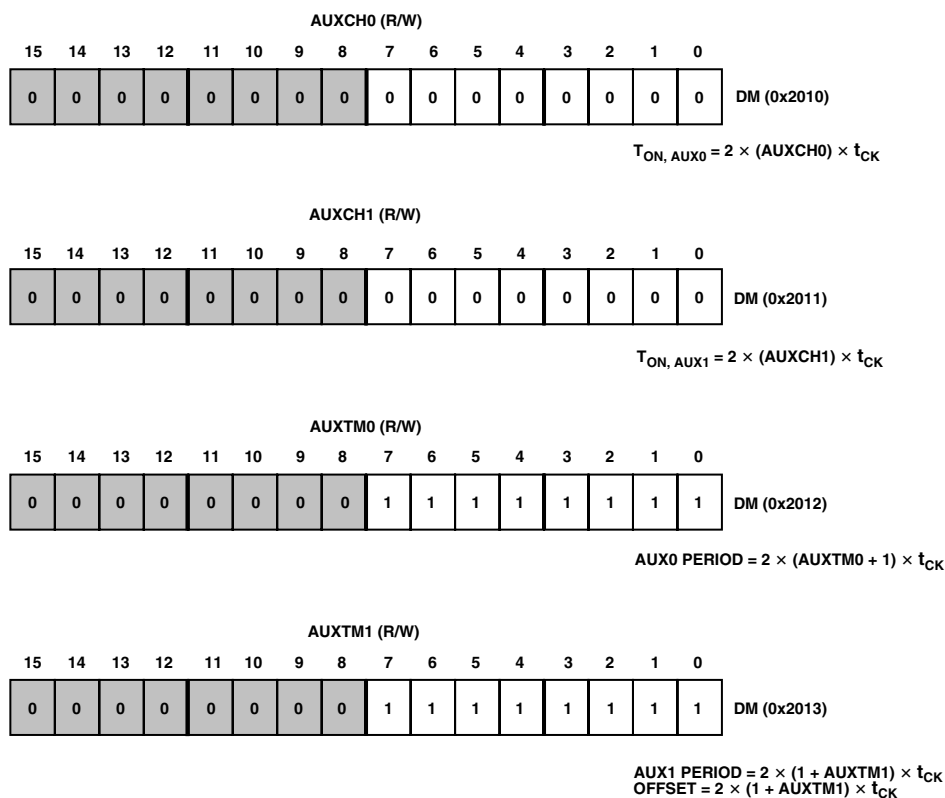 AUXCH0 (R/W)
15 14 13 12 11 10 9 8 7 6 5 4 3 2 1 0
0 0 0 0 0 0 0 0 0 0 0 0 0 0 0 0 DM (0x2010)
T_ON, AUX0 = 2 × (AUXCH0) × t_CK
AUXCH1 (R/W)
15 14 13 12 11 10 9 8 7 6 5 4 3 2 1 0
0 0 0 0 0 0 0 0 0 0 0 0 0 0 0 0 DM (0x2011)
T_ON, AUX1 = 2 × (AUXCH1) × t_CK
AUXTM0 (R/W)
15 14 13 12 11 10 9 8 7 6 5 4 3 2 1 0
0 0 0 0 0 0 0 0 1 1 1 1 1 1 1 1 DM (0x2012)
AUX0 PERIOD = 2 × (AUXTM0 + 1) × t_CK
AUXTM1 (R/W)
15 14 13 12 11 10 9 8 7 6 5 4 3 2 1 0
0 0 0 0 0 0 0 0 1 1 1 1 1 1 1 1 DM (0x2013)
AUX1 PERIOD = 2 × (1 + AUXTM1) × t_CK
OFFSET = 2 × (1 + AUXTM1) × t_CK